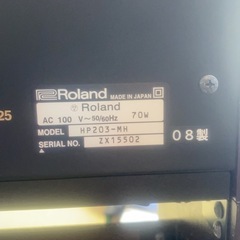 Roland
MADE IN JAPAN
Roland
AC 100 V～50/60Hz 70W
MODEL HP203-MH
SERIAL NO. ZX15502
08製
25